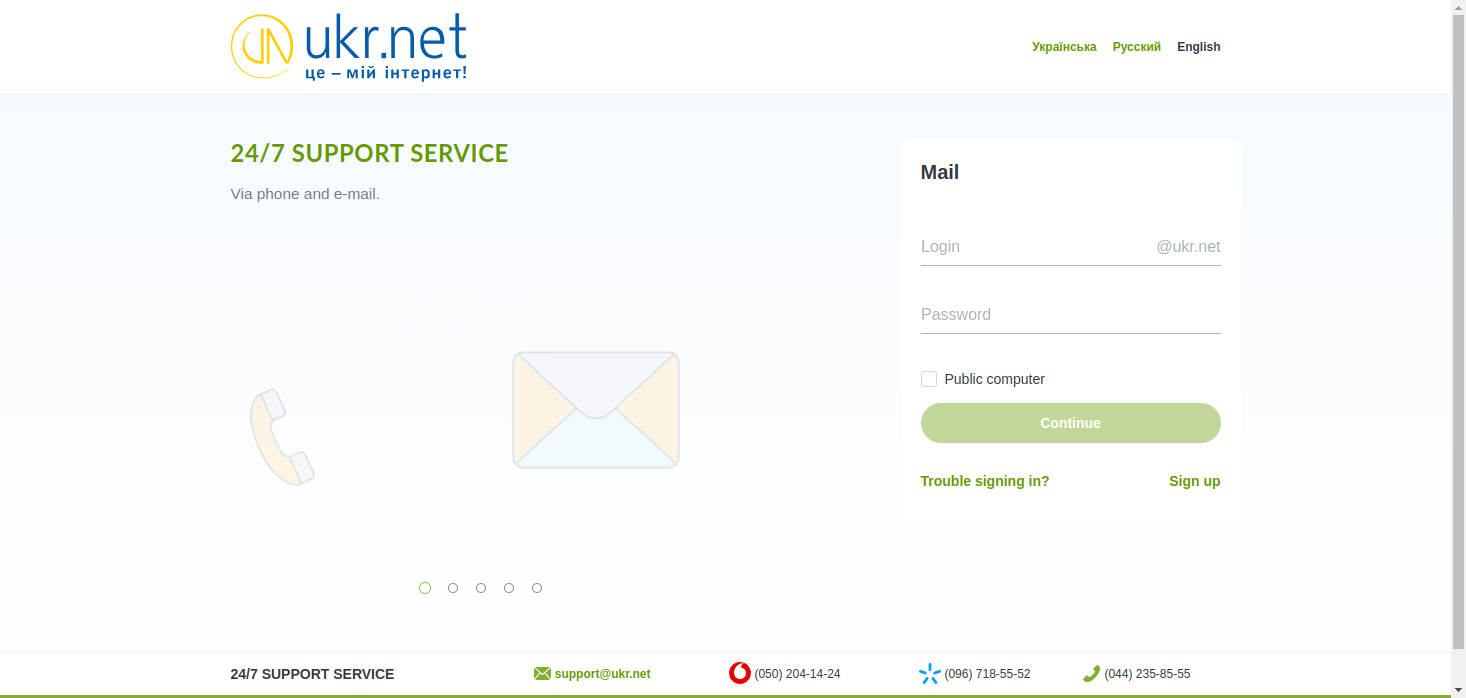 ukr.net
це – мій інтернет!
Українська Русский English
24/7 SUPPORT SERVICE
Via phone and e-mail.
Mail
Login @ukr.net
Password
Public computer
Continue
Trouble signing in? Sign up
24/7 SUPPORT SERVICE support@ukr.net (050) 204-14-24 (096) 718-55-52 (044) 235-85-55